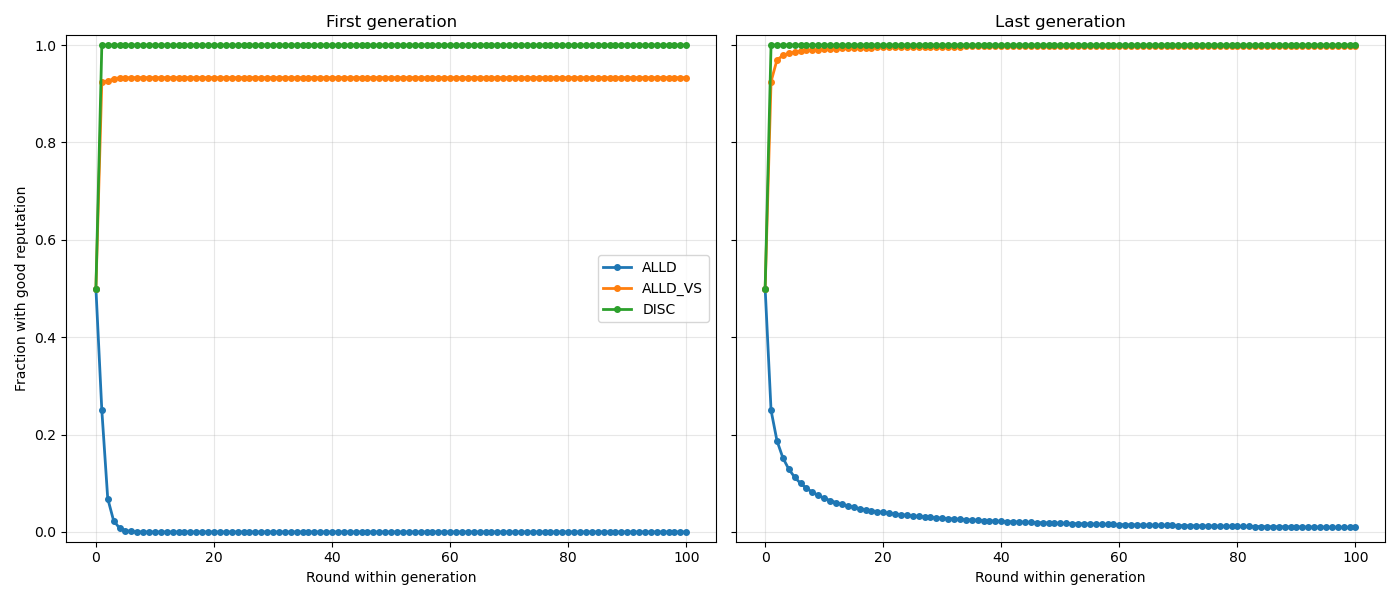 First generation
Last generation
Fraction with good reputation
1.0
0.8
0.6
0.4
0.2
0.0
ALLD
ALLD_VS
DISC
0 20 40 60 80 100
0 20 40 60 80 100
Round within generation
Round within generation